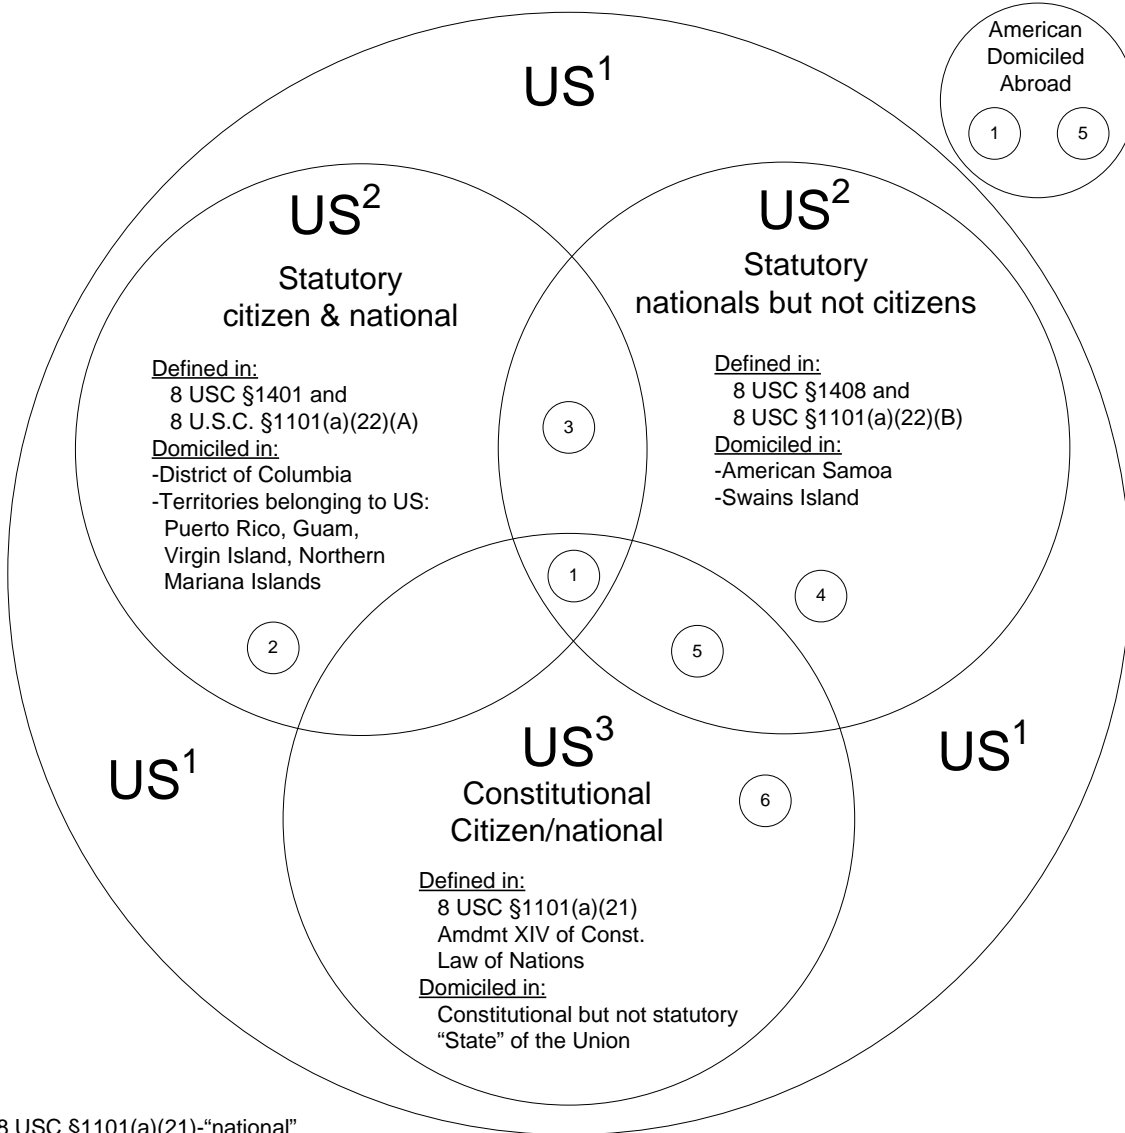 American
Domiciled
Abroad
1
5
US1
US2
Statutory
citizen & national
Defined in:
8 USC §1401 and
8 U.S.C. §1101(a)(22)(A)
Domiciled in:
-District of Columbia
-Territories belonging to US:
Puerto Rico, Guam,
Virgin Island, Northern
Mariana Islands
2
US2
Statutory
nationals but not citizens
Defined in:
8 USC §1408 and
8 USC §1101(a)(22)(B)
Domiciled in:
-American Samoa
-Swains Island
3
1
4
5
US1
US3
Constitutional
Citizen/national
6
Defined in:
8 USC §1101(a)(21)
Amdmt XIV of Const.
Law of Nations
Domiciled in:
Constitutional but not statutory
“State” of the Union
US1
8 USC §1101(a)(21)-“national”